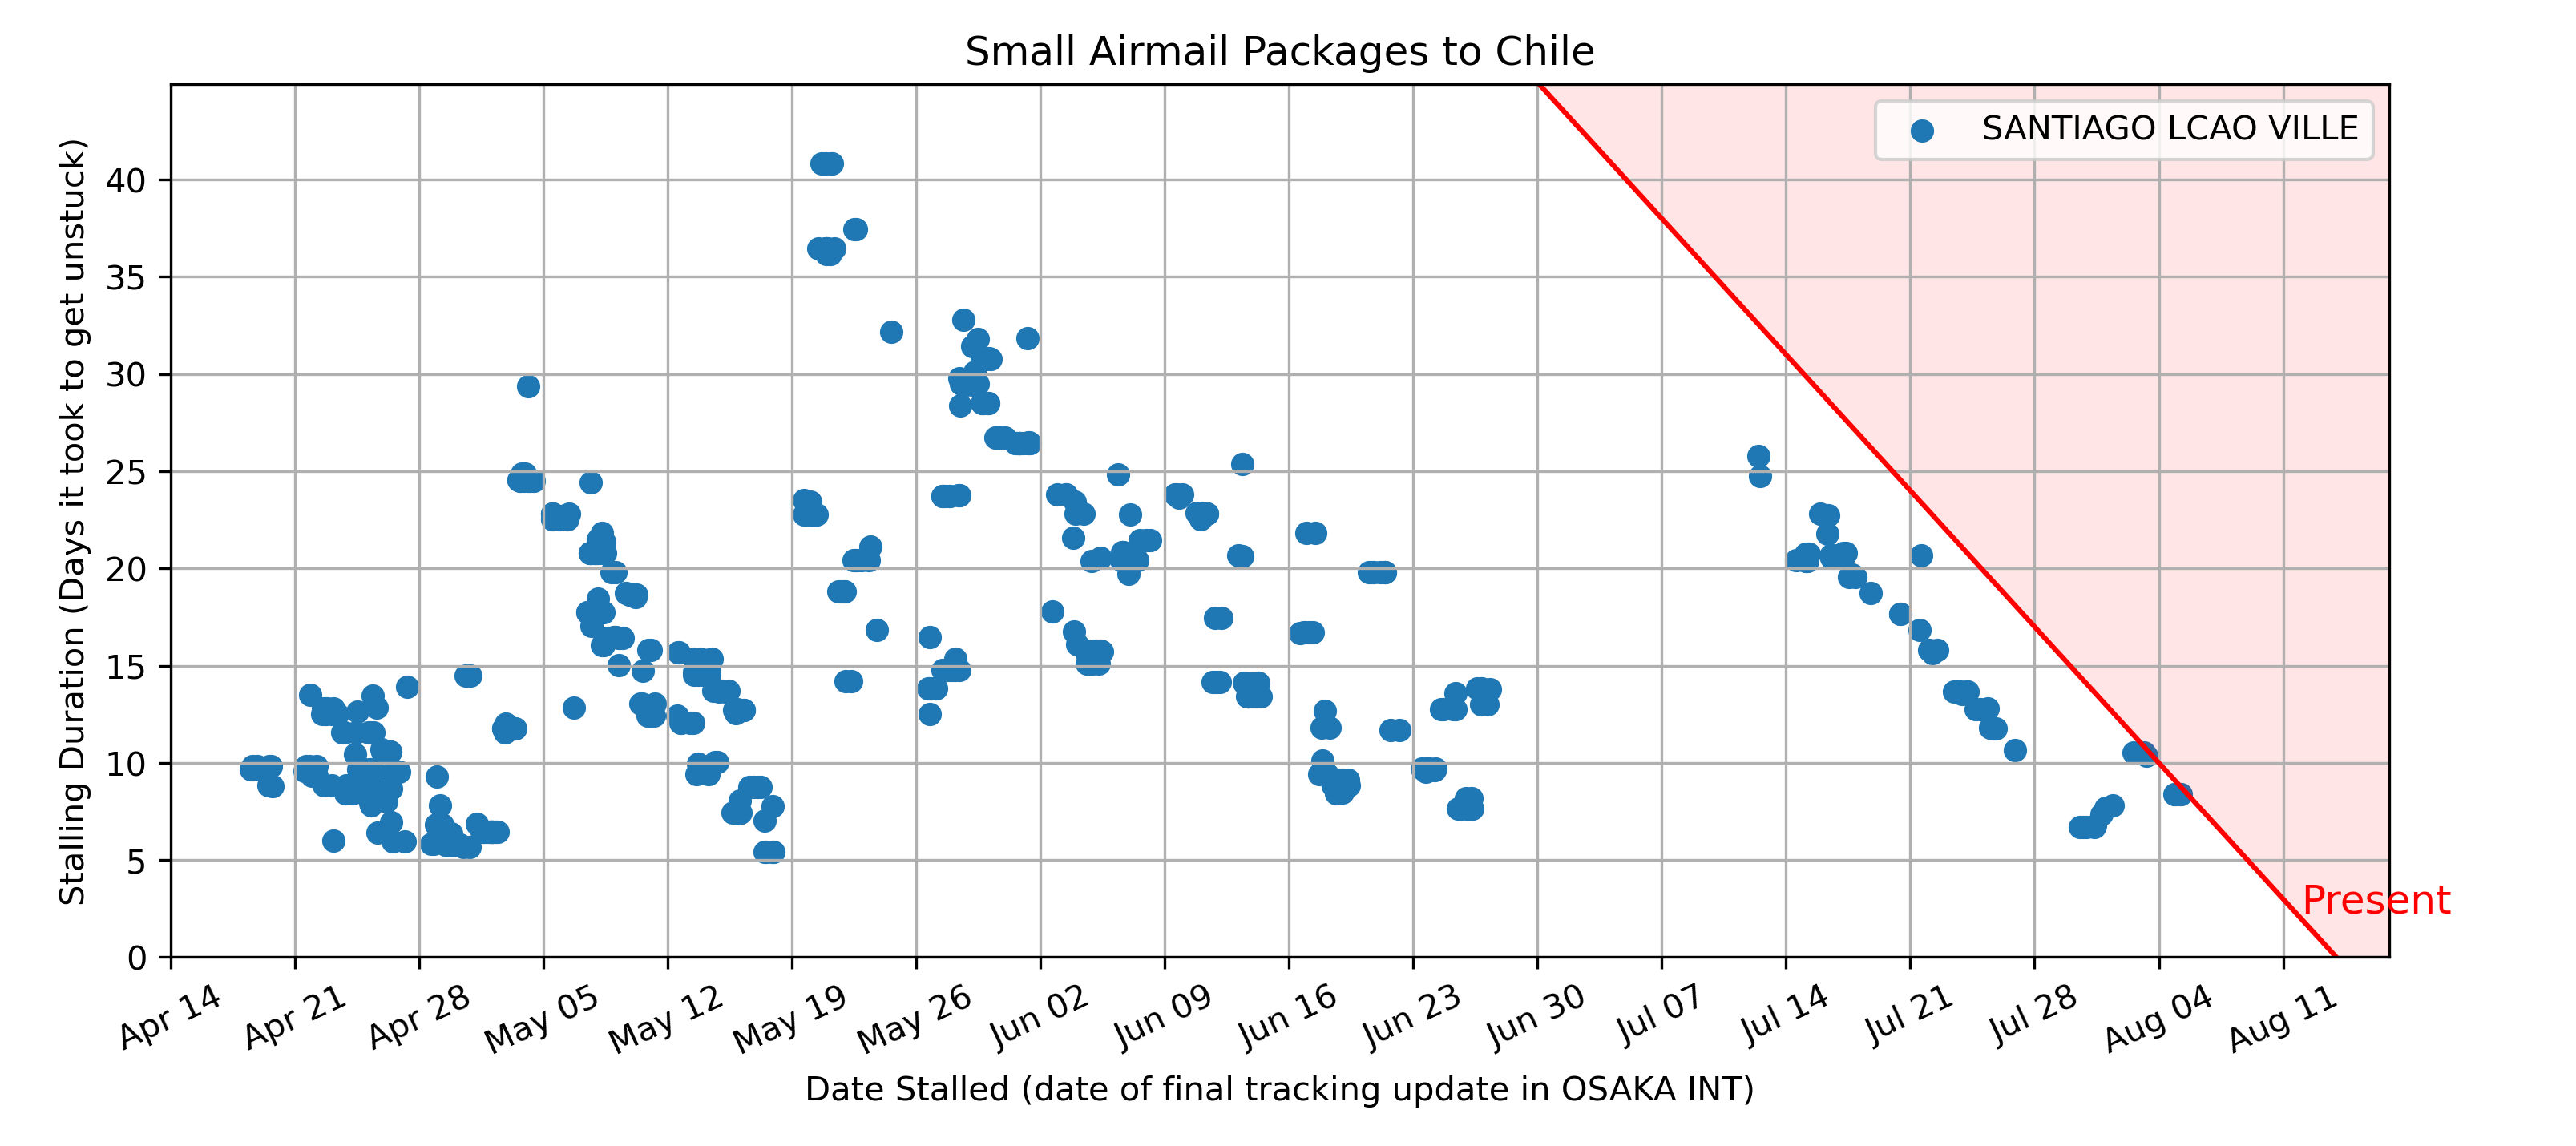 Small Airmail Packages to Chile
SANTIAGO LCAO VILLE
Stalling Duration (Days it took to get unstuck)
40
35
30
25
20
15
10
5
0
Present
Apr 14
Apr 21
Apr 28
May 05
May 12
May 19
May 26
Jun 02
Jun 09
Jun 16
Jun 23
Jun 30
Jul 07
Jul 14
Jul 21
Jul 28
Aug 04
Aug 11
Date Stalled (date of final tracking update in OSAKA INT)